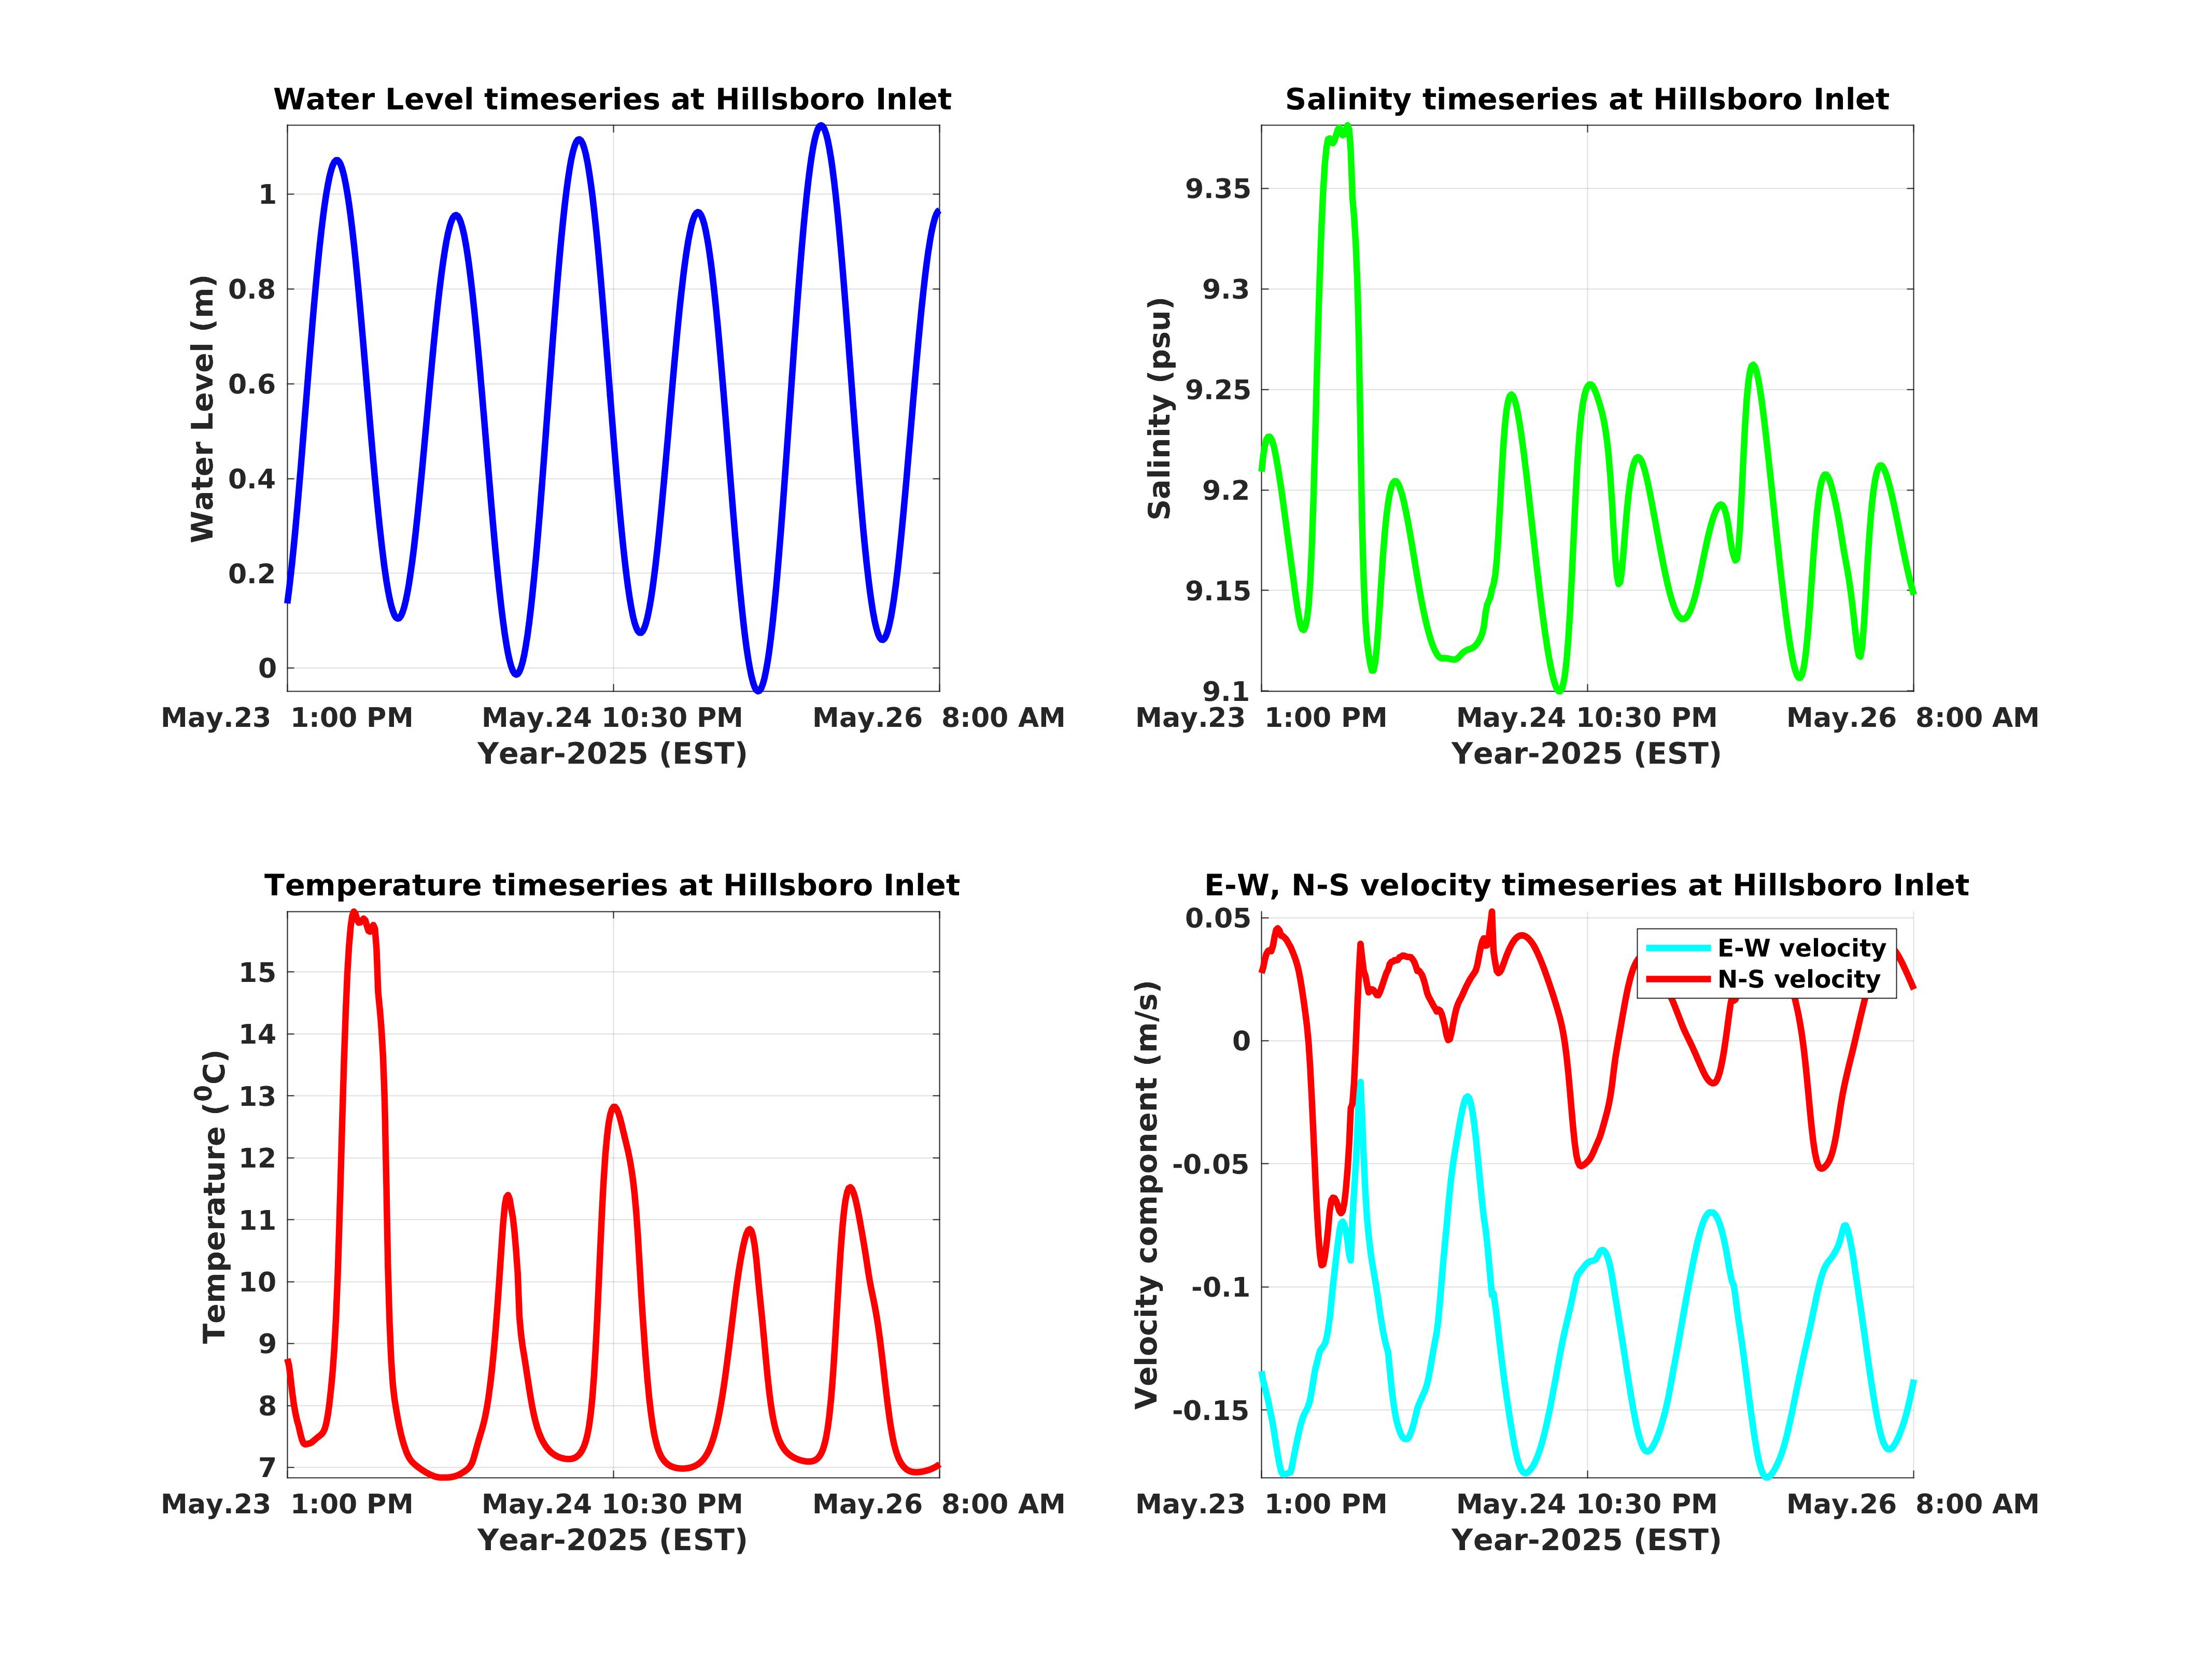 Water Level timeseries at Hillsboro Inlet
Water Level (m)
1
0.8
0.6
0.4
0.2
0
May.23  1:00 PM
May.24 10:30 PM
May.26  8:00 AM
Year-2025 (EST)
Salinity timeseries at Hillsboro Inlet
Salinity (psu)
9.35
9.3
9.25
9.2
9.15
9.1
May.23  1:00 PM
May.24 10:30 PM
May.26  8:00 AM
Year-2025 (EST)
Temperature timeseries at Hillsboro Inlet
Temperature (⁰C)
15
14
13
12
11
10
9
8
7
May.23  1:00 PM
May.24 10:30 PM
May.26  8:00 AM
Year-2025 (EST)
E-W, N-S velocity timeseries at Hillsboro Inlet
Velocity component (m/s)
0.05
0
-0.05
-0.1
-0.15
E-W velocity
N-S velocity
May.23  1:00 PM
May.24 10:30 PM
May.26  8:00 AM
Year-2025 (EST)